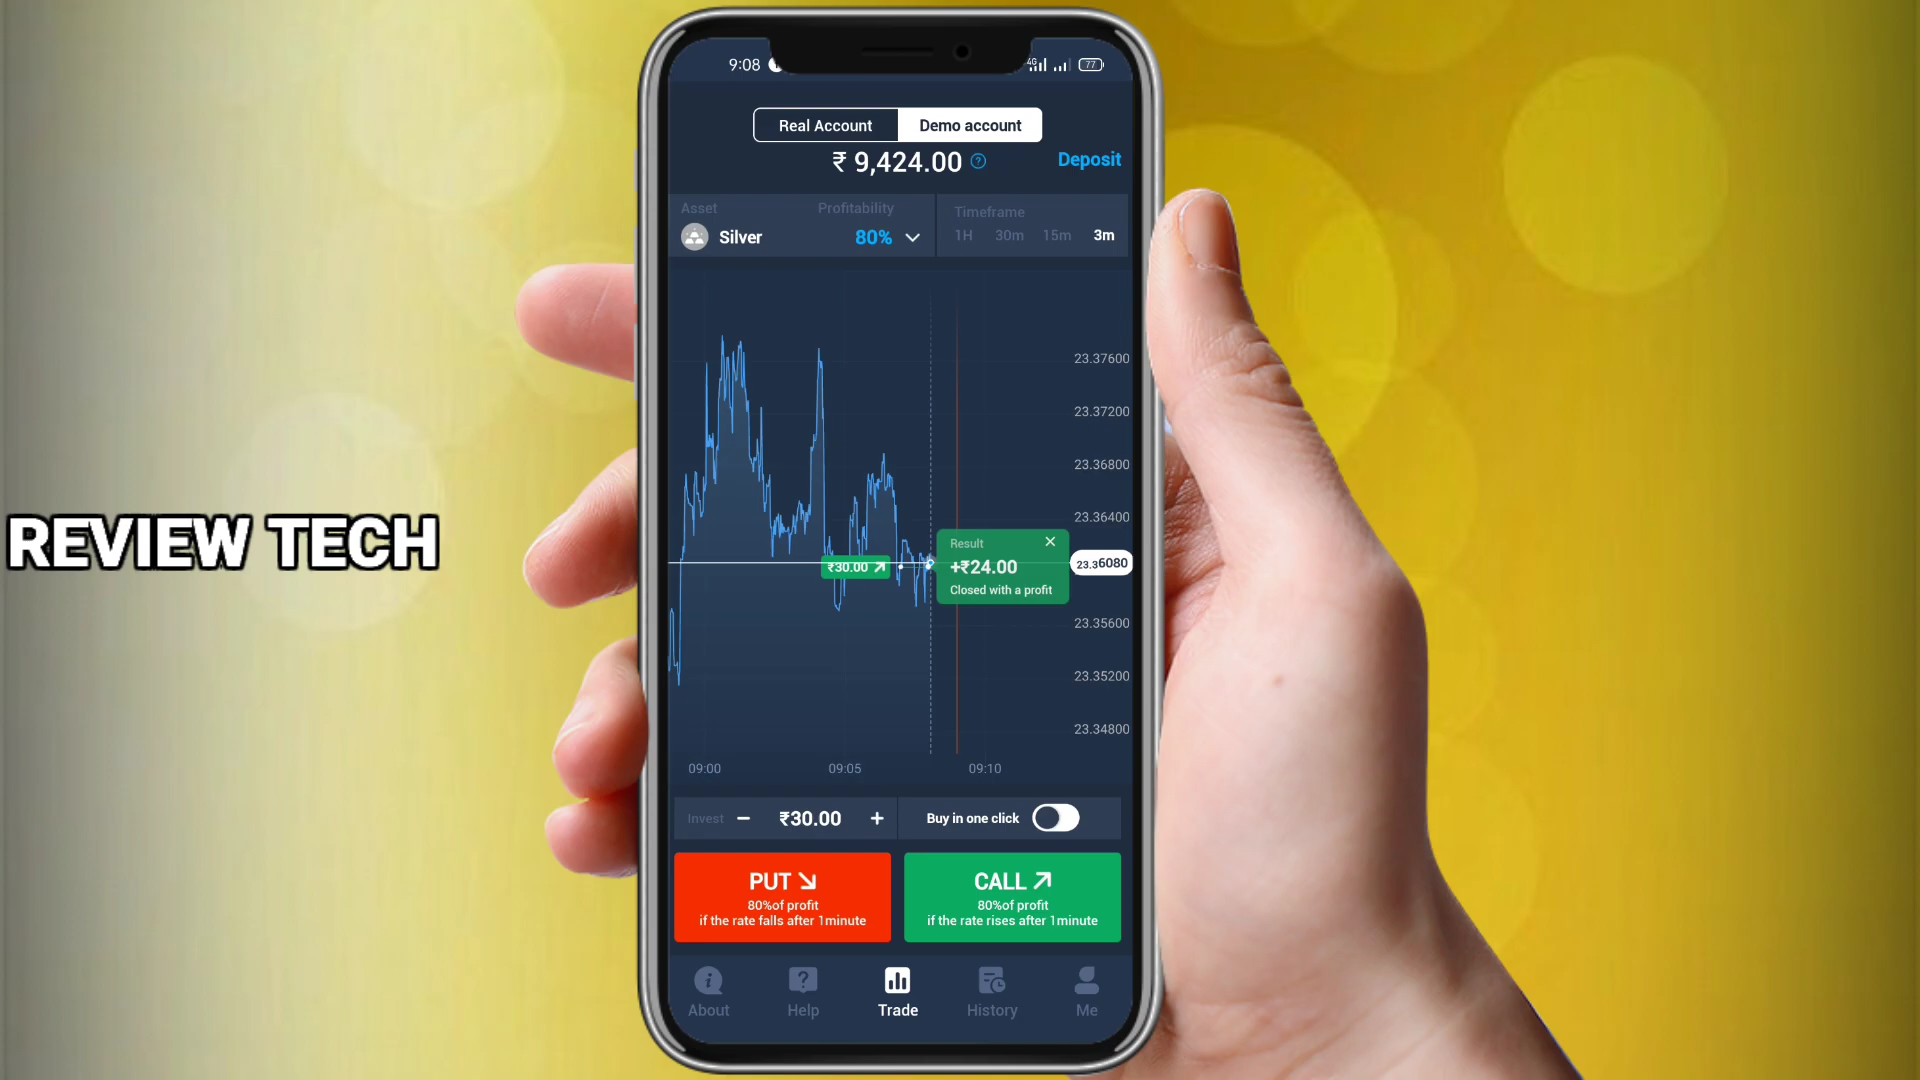 9:08
4G
77
Real Account
Demo account
₹ 9,424.00 ?
Deposit
Asset
Profitability
Timeframe
Silver
80%
1H 30m 15m 3m
23.37600
23.37200
23.36800
23.36400
REVIEW TECH
Result
₹30.00
+₹24.00
23.36080
Closed with a profit
23.35600
23.35200
23.34800
09:00 09:05 09:10
Invest − ₹30.00 +
Buy in one click
PUT
80%of profit
if the rate falls after 1minute
CALL
80%of profit
if the rate rises after 1minute
About Help Trade History Me